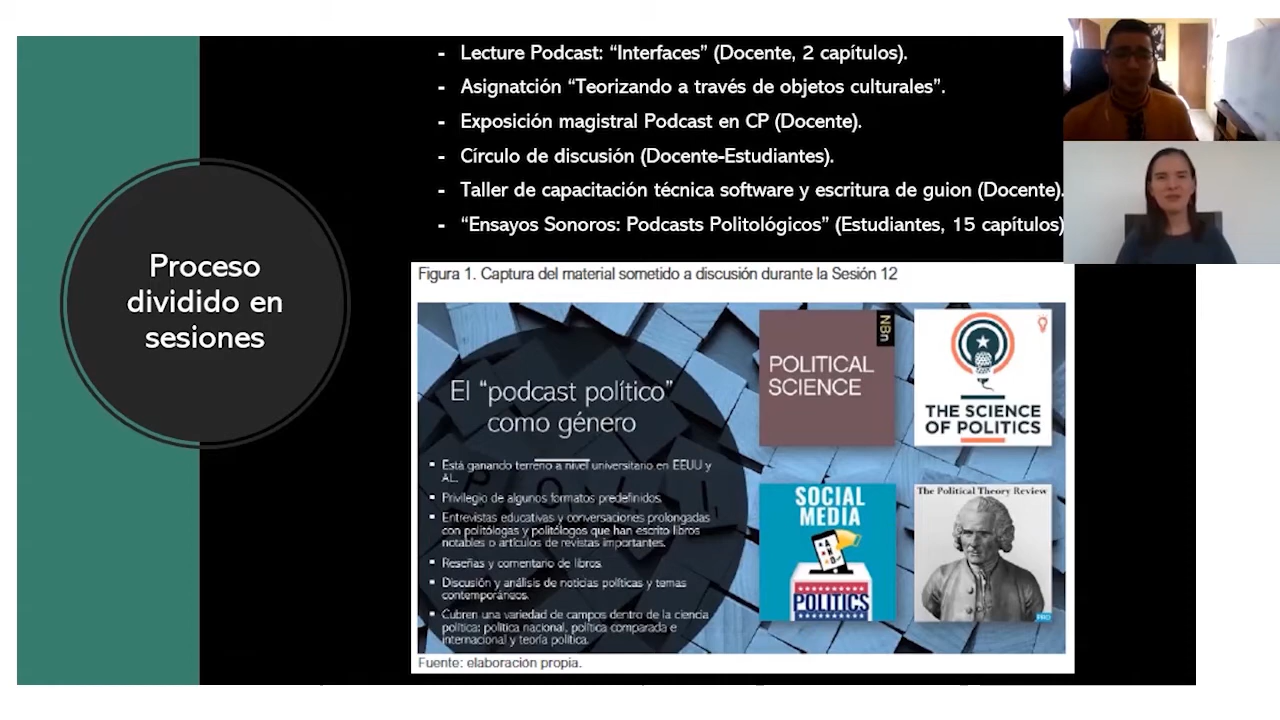 - Lecture Podcast: “Interfaces” (Docente, 2 capítulos).
- Asignatción “Teorizando a través de objetos culturales”.
- Exposición magistral Podcast en CP (Docente).
- Círculo de discusión (Docente-Estudiantes).
- Taller de capacitación técnica software y escritura de guion (Docente).
- “Ensayos Sonoros: Podcasts Politológicos” (Estudiantes, 15 capítulos)
Proceso
dividido en
sesiones
Figura 1. Captura del material sometido a discusión durante la Sesión 12
El “podcast político”
como género
▪ Está ganando terreno a nivel universitario en EEUU y
AL.
▪ Privilegio de algunos formatos predefinidos.
▪ Entrevistas educativas y conversaciones prolongadas
con politólogas y politólogos que han escrito libros
notables o artículos de revistas importantes.
▪ Reseñas y comentario de libros.
▪ Discusión y análisis de noticias políticas y temas
contemporáneos.
▪ Cubren una variedad de campos dentro de la ciencia
política: política nacional, política comparada e
internacional y teoría política.
NBn
POLITICAL
SCIENCE
THE SCIENCE
OF POLITICS
SOCIAL
MEDIA
AND
POLITICS
The Political Theory Review
PRO
Fuente: elaboración propia.